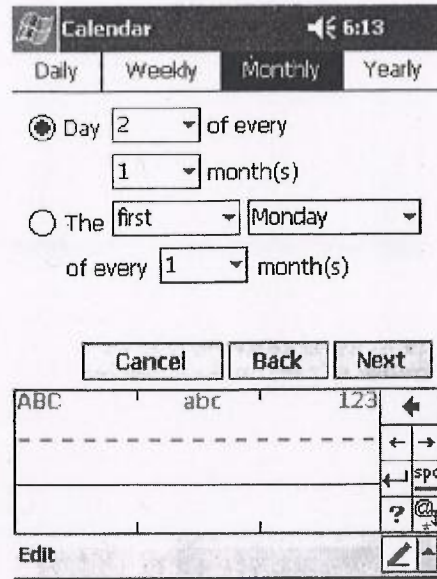 Calendar 6:13
Daily Weekly Monthly Yearly
Day 2 of every
1 month(s)
The first Monday
of every 1 month(s)
Cancel Back Next
ABC abc 123
spc
? @
*
Edit